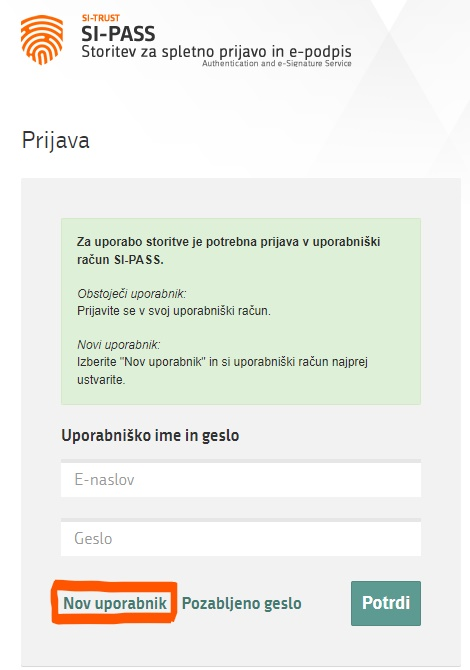 SI-TRUST
SI-PASS
Storitev za spletno prijavo in e-podpis
Authentication and e-Signature Service
Prijava
Za uporabo storitve je potrebna prijava v uporabniški
račun SI-PASS.
Obstoječi uporabnik:
Prijavite se v svoj uporabniški račun.
Novi uporabnik:
Izberite "Nov uporabnik" in si uporabniški račun najprej
ustvarite.
Uporabniško ime in geslo
E-naslov
Geslo
Nov uporabnik Pozabljeno geslo Potrdi